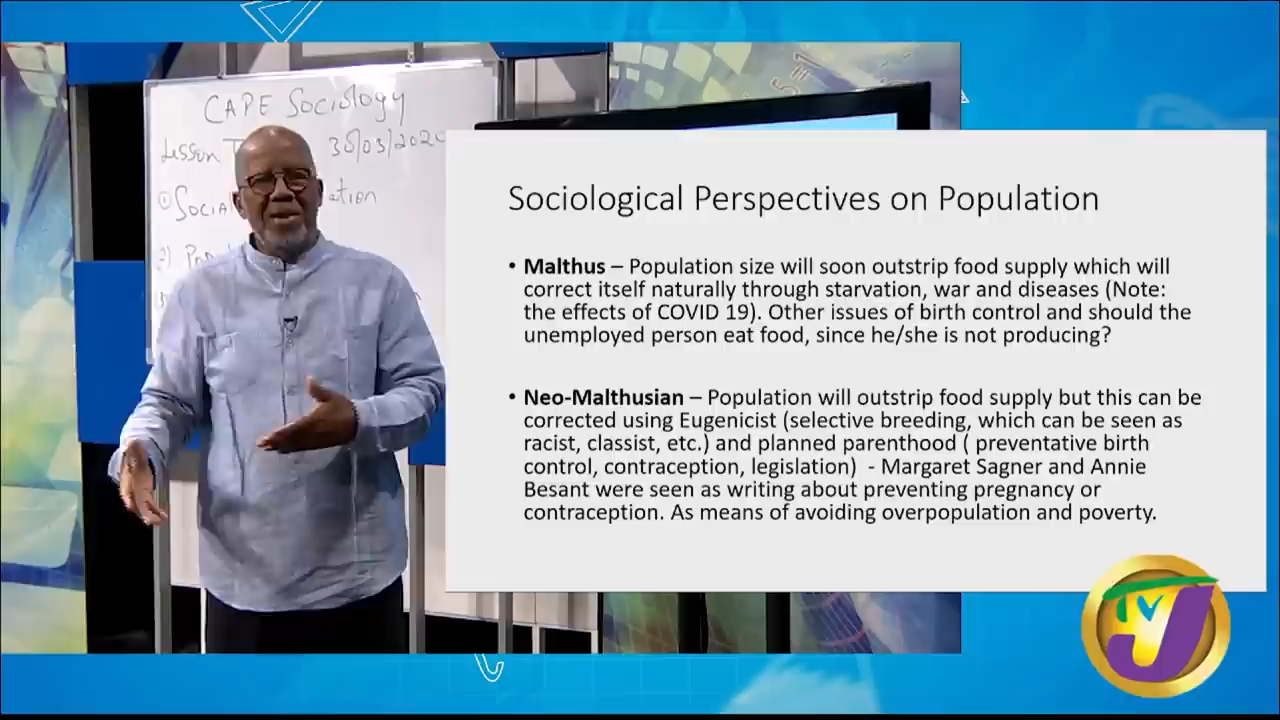 CAPE Sociology
Lesson
①
ation
2)
Sociological Perspectives on Population
• Malthus – Population size will soon outstrip food supply which will
correct itself naturally through starvation, war and diseases (Note:
the effects of COVID 19). Other issues of birth control and should the
unemployed person eat food, since he/she is not producing?
• Neo-Malthusian – Population will outstrip food supply but this can be
corrected using Eugenicist (selective breeding, which can be seen as
racist, classist, etc.) and planned parenthood ( preventative birth
control, contraception, legislation)  - Margaret Sagner and Annie
Besant were seen as writing about preventing pregnancy or
contraception. As means of avoiding overpopulation and poverty.
TVJ